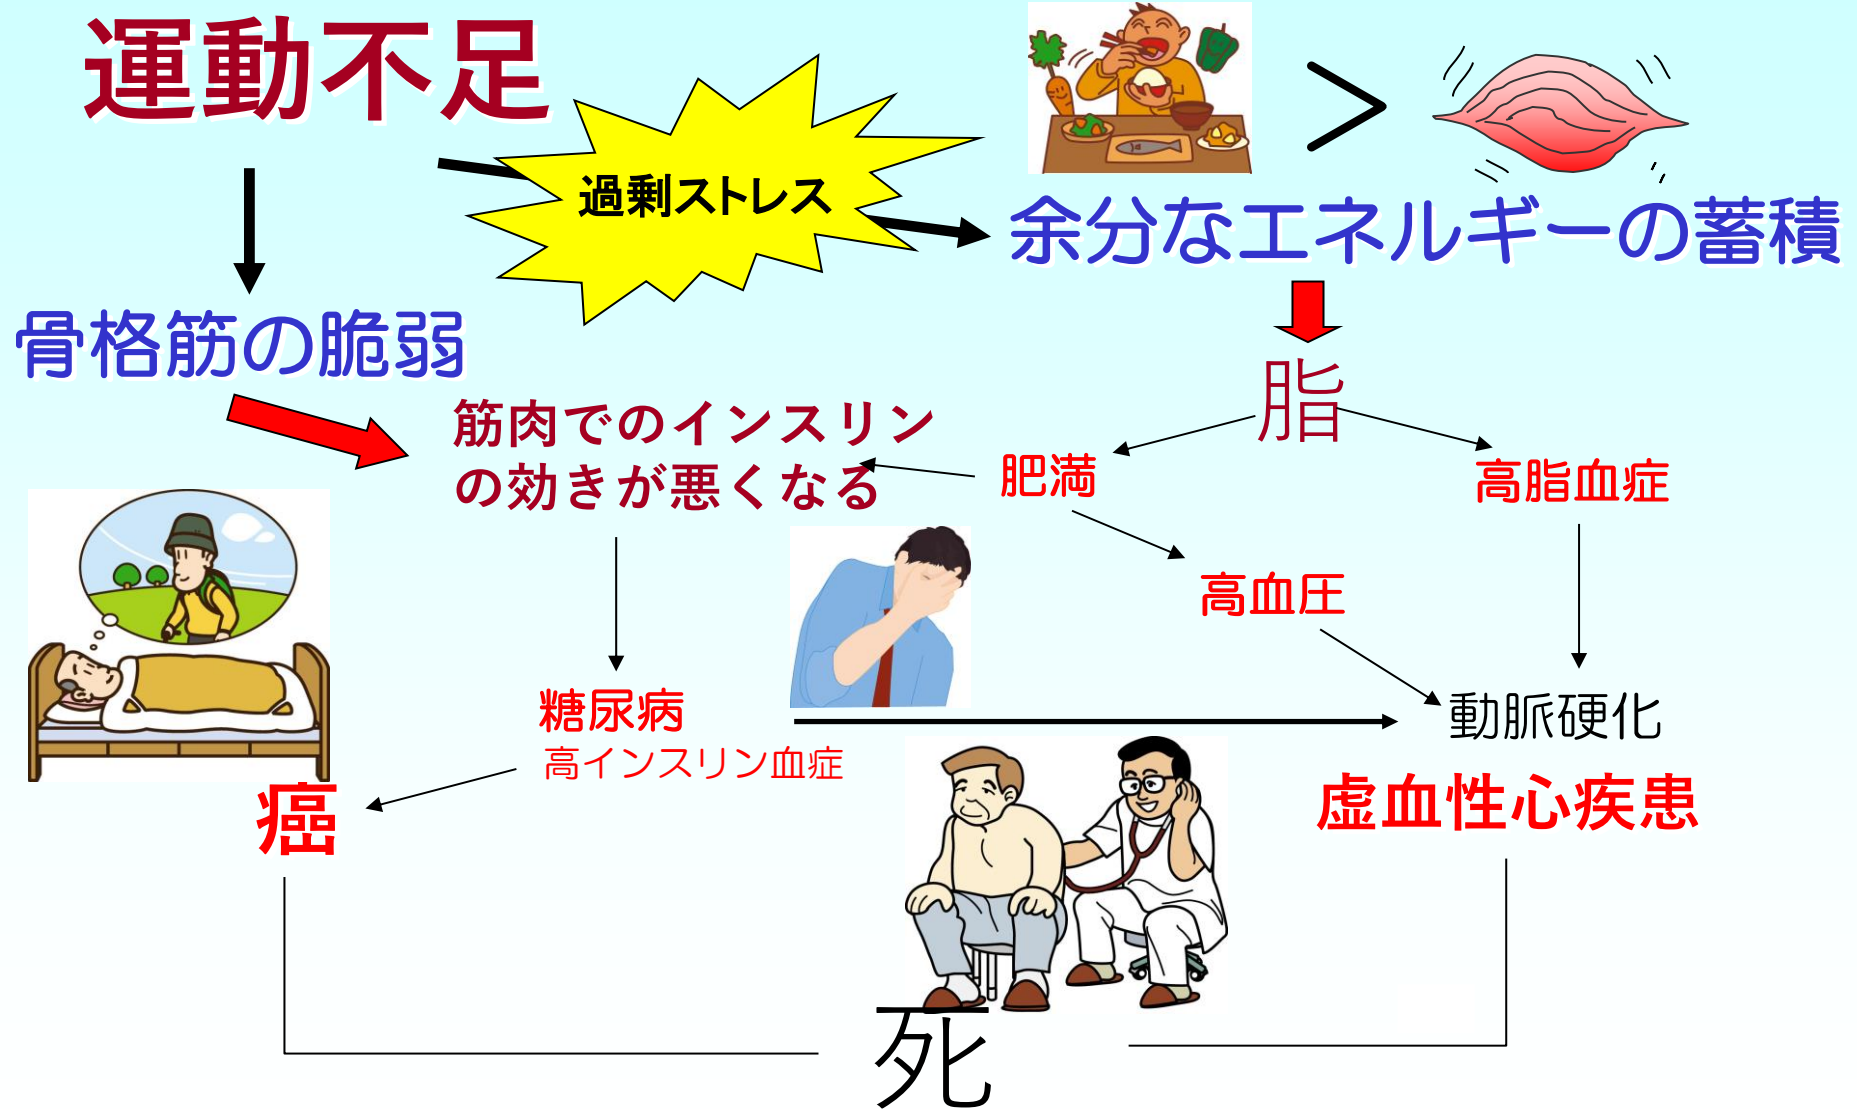 運動不足
過剰ストレス
＞
余分なエネルギーの蓄積
骨格筋の脆弱
脂
筋肉でのインスリン
の効きが悪くなる
肥満
高脂血症
高血圧
糖尿病
高インスリン血症
動脈硬化
虚血性心疾患
癌
死